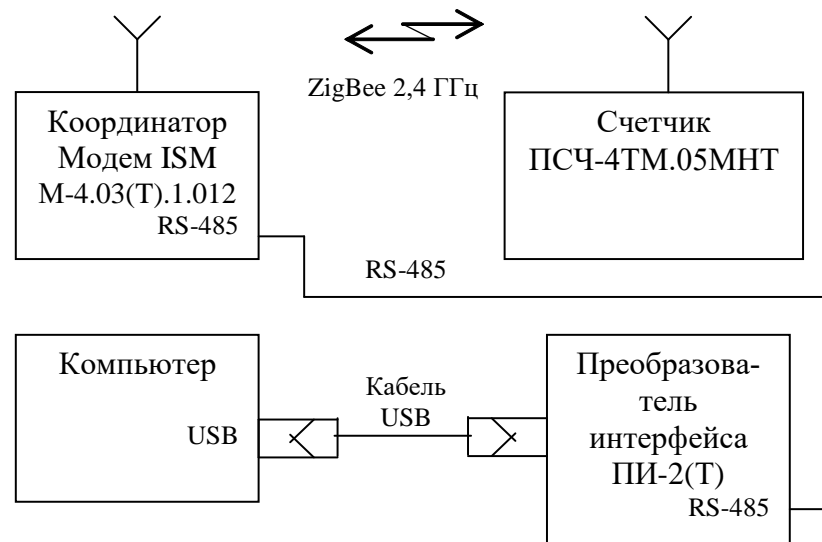 ZigBee 2,4 ГГц
Координатор
Модем ISM
М-4.03(Т).1.012
RS-485
Счетчик
ПСЧ-4ТМ.05МНТ
RS-485
Компьютер
USB
Кабель
USB
Преобразова-
тель
интерфейса
ПИ-2(Т)
RS-485